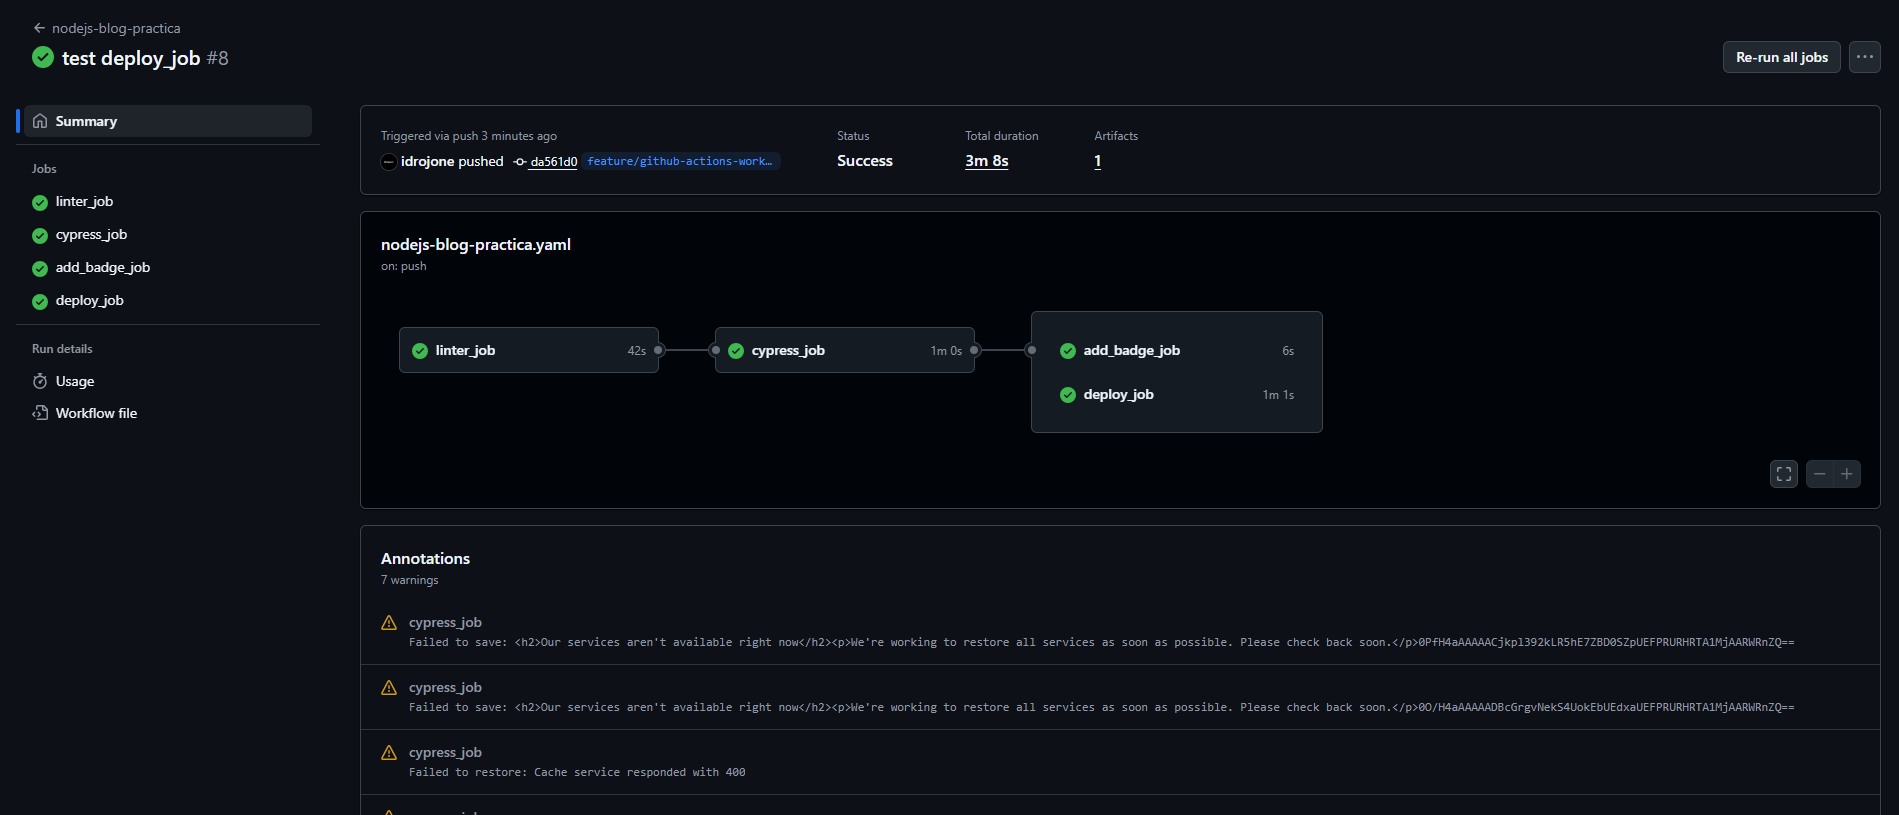 nodejs-blog-practica
test deploy_job #8
Re-run all jobs
Summary
Jobs
linter_job
cypress_job
add_badge_job
deploy_job
Run details
Usage
Workflow file
Triggered via push 3 minutes ago
idrojone pushed da561d0 feature/github-actions-work…
Status
Success
Total duration
3m 8s
Artifacts
1
nodejs-blog-practica.yaml
on: push
linter_job 42s
cypress_job 1m 0s
add_badge_job 6s
deploy_job 1m 1s
Annotations
7 warnings
cypress_job
Failed to save: <h2>Our services aren't available right now</h2><p>We're working to restore all services as soon as possible. Please check back soon.</p>0PfH4aAAAAACjkpl392kLR5hE7ZBD0SZpUEFPRURHRTA1MjAARWRnZQ==
cypress_job
Failed to save: <h2>Our services aren't available right now</h2><p>We're working to restore all services as soon as possible. Please check back soon.</p>0O/H4aAAAAADBcGrgvNekS4UokEbUEdxaUEFPRURHRTA1MjAARWRnZQ==
cypress_job
Failed to restore: Cache service responded with 400